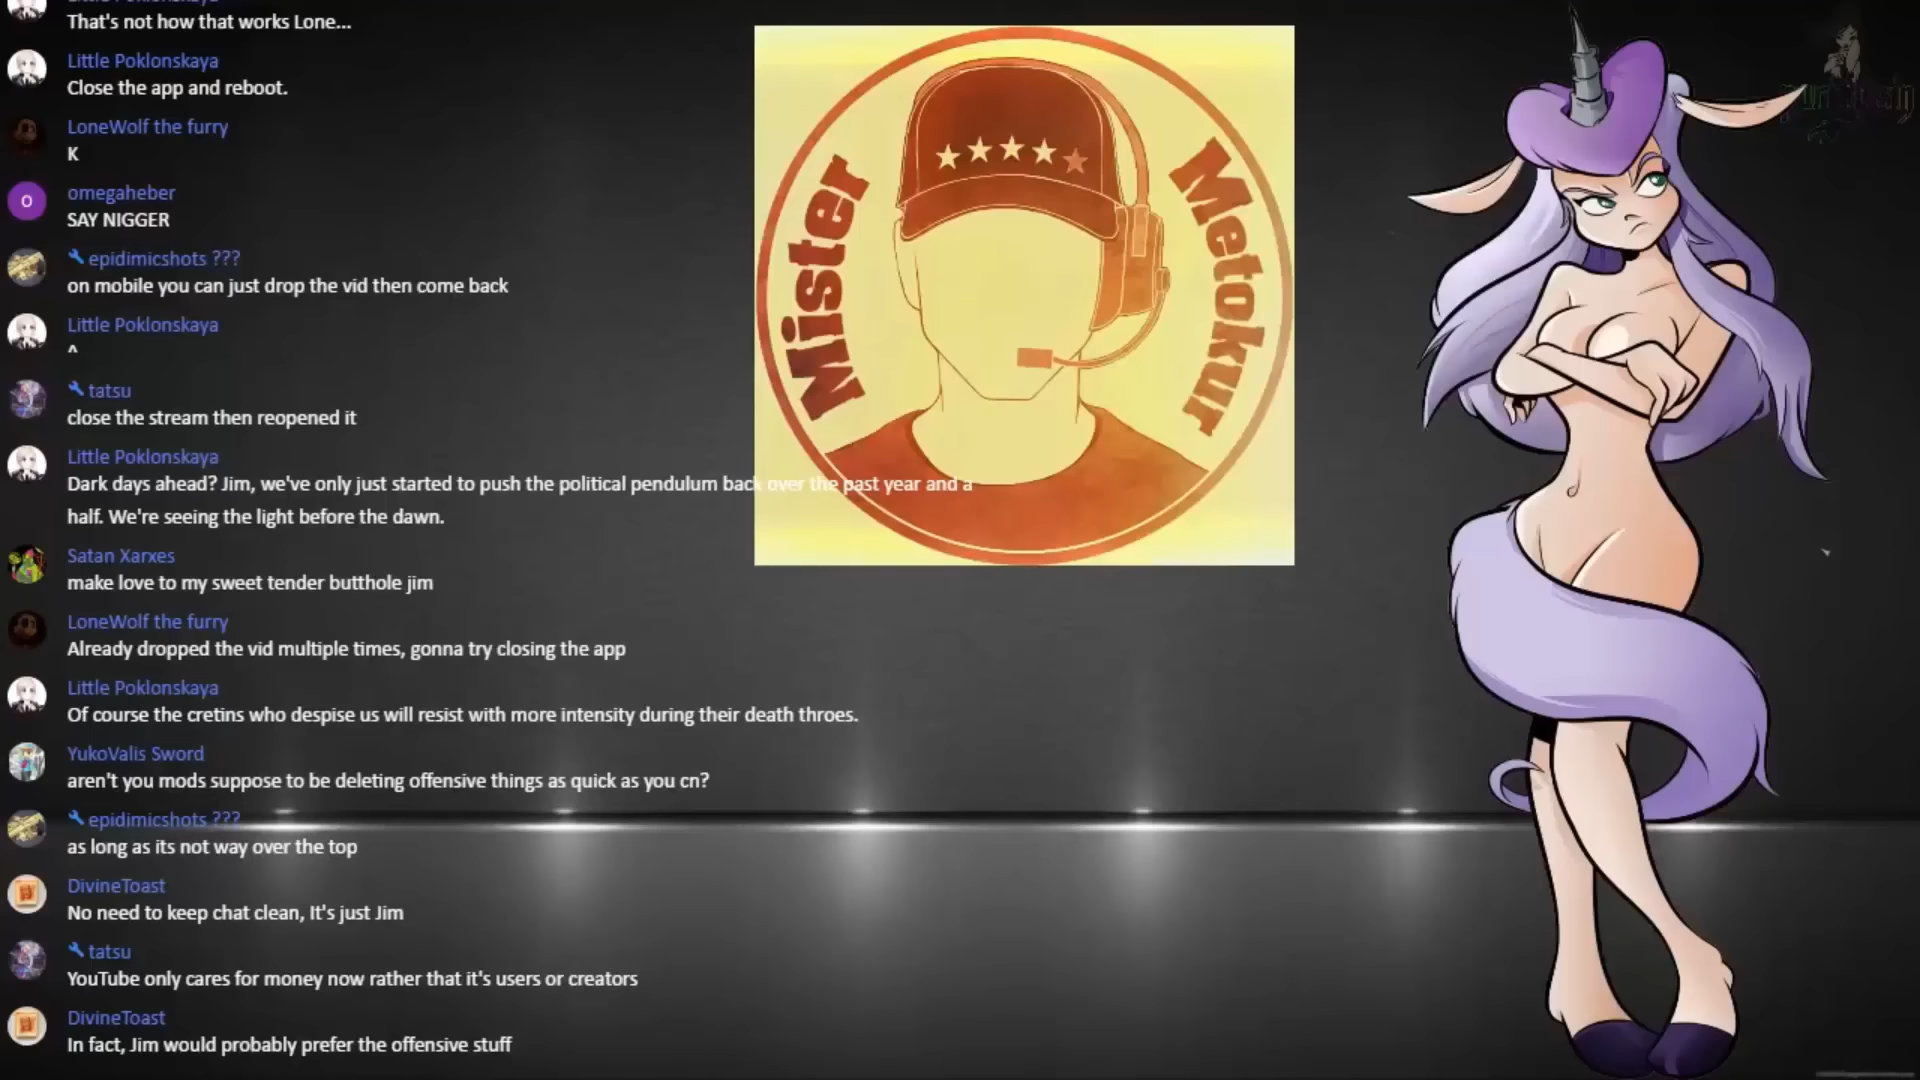 That's not how that works Lone...
Little Poklonskaya
Close the app and reboot.
LoneWolf the furry
K
omegaheber
O
SAY NIGGER
epidimicshots ???
on mobile you can just drop the vid then come back
Little Poklonskaya
^
tatsu
close the stream then reopened it
Little Poklonskaya
Dark days ahead? Jim, we've only just started to push the political pendulum back over the past year and a
half. We're seeing the light before the dawn.
Satan Xarxes
make love to my sweet tender butthole jim
LoneWolf the furry
Already dropped the vid multiple times, gonna try closing the app
Little Poklonskaya
Of course the cretins who despise us will resist with more intensity during their death throes.
YukoValis Sword
aren't you mods suppose to be deleting offensive things as quick as you cn?
epidimicshots ???
as long as its not way over the top
DivineToast
No need to keep chat clean, It's just Jim
tatsu
YouTube only cares for money now rather that it's users or creators
DivineToast
In fact, Jim would probably prefer the offensive stuff
Mister
Metokur